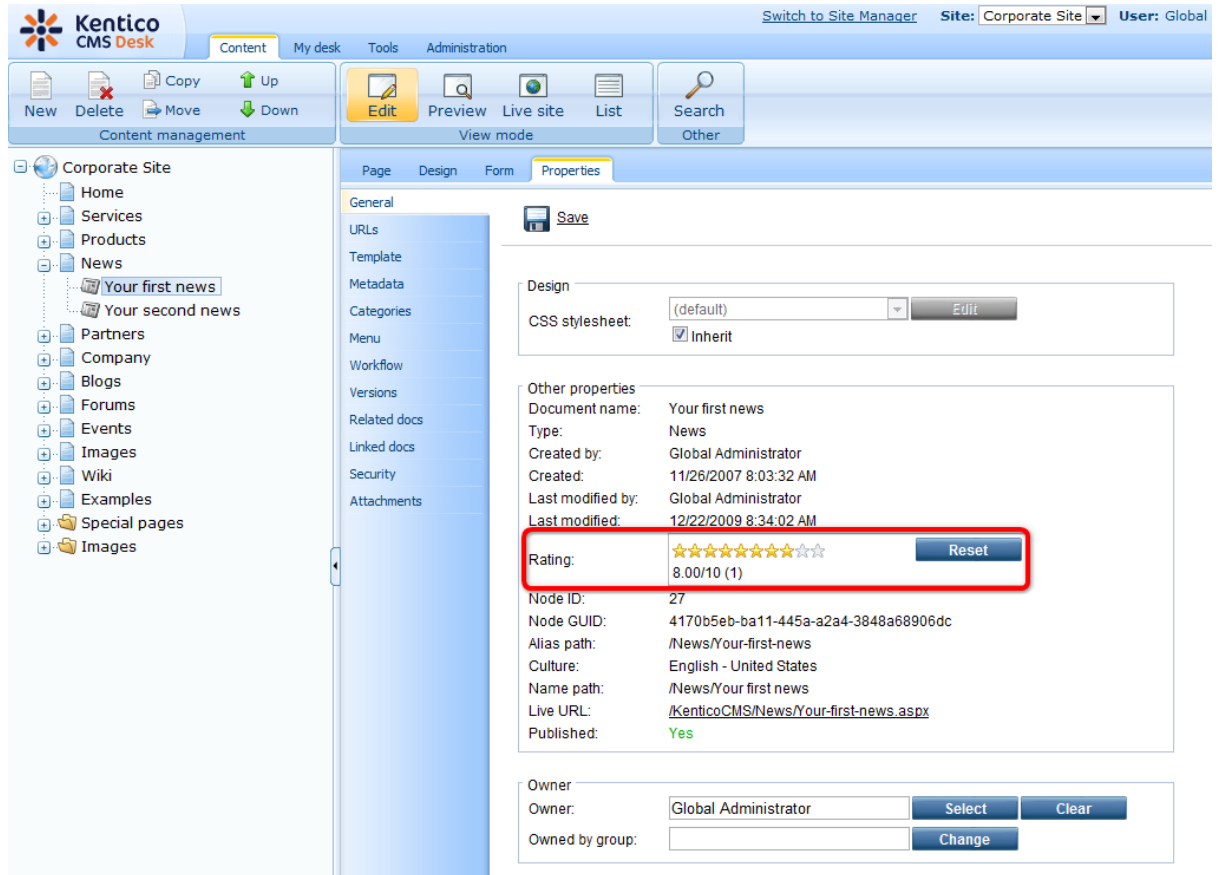 Kentico
CMS Desk
Switch to Site Manager Site: Corporate Site User: Global
Content My desk Tools Administration
New Delete Copy Move Up Down
Content management
Edit Preview Live site List
View mode
Search
Other
Corporate Site
Home
Services
Products
News
Your first news
Your second news
Partners
Company
Blogs
Forums
Events
Images
Wiki
Examples
Special pages
Images
Page Design Form Properties
General
URLs
Template
Metadata
Categories
Menu
Workflow
Versions
Related docs
Linked docs
Security
Attachments
Save
Design
CSS stylesheet: (default) Edit
Inherit
Other properties
Document name: Your first news
Type: News
Created by: Global Administrator
Created: 11/26/2007 8:03:32 AM
Last modified by: Global Administrator
Last modified: 12/22/2009 8:34:02 AM
Rating: Reset
8.00/10 (1)
Node ID: 27
Node GUID: 4170b5eb-ba11-445a-a2a4-3848a68906dc
Alias path: /News/Your-first-news
Culture: English - United States
Name path: /News/Your first news
Live URL: /KenticoCMS/News/Your-first-news.aspx
Published: Yes
Owner
Owner: Global Administrator Select Clear
Owned by group: Change